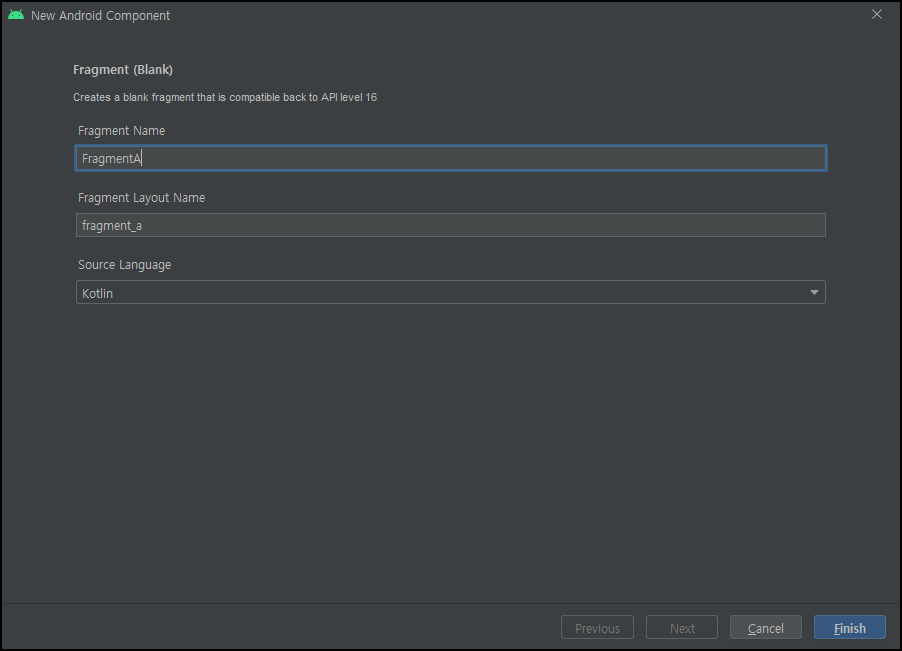 New Android Component
Fragment (Blank)
Creates a blank fragment that is compatible back to API level 16
Fragment Name
FragmentA
Fragment Layout Name
fragment_a
Source Language
Kotlin
Previous
Next
Cancel
Finish